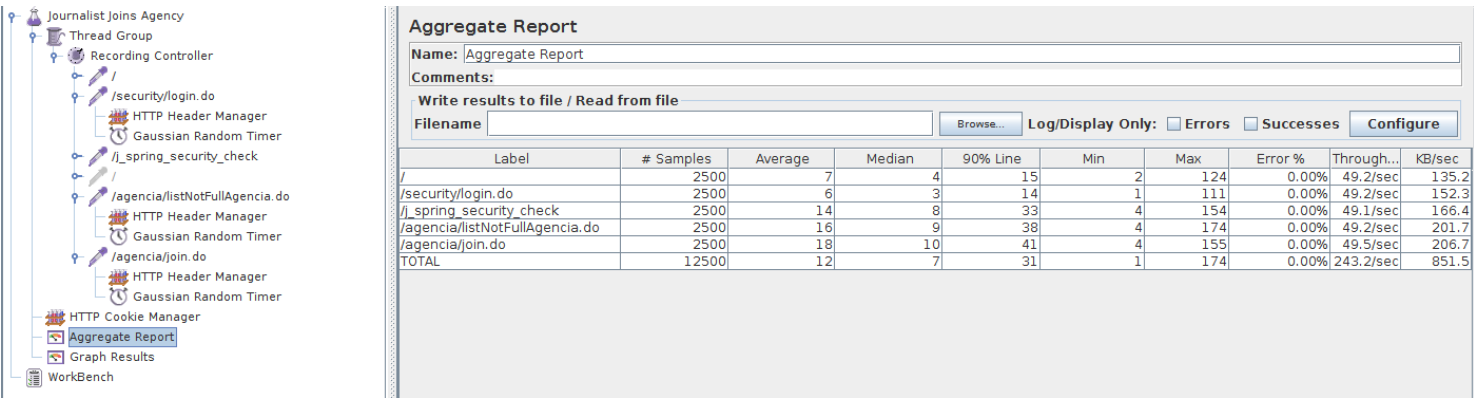 Journalist Joins Agency
Thread Group
Recording Controller
/
/security/login.do
HTTP Header Manager
Gaussian Random Timer
/j_spring_security_check
/
/agencia/listNotFullAgencia.do
HTTP Header Manager
Gaussian Random Timer
/agencia/join.do
HTTP Header Manager
Gaussian Random Timer
HTTP Cookie Manager
Aggregate Report
Graph Results
WorkBench
Aggregate Report
Name: Aggregate Report
Comments:
Write results to file / Read from file
Filename Browse... Log/Display Only: Errors Successes Configure
Label # Samples Average Median 90% Line Min Max Error % Through... KB/sec
/ 2500 7 4 15 2 124 0.00% 49.2/sec 135.2
/security/login.do 2500 6 3 14 1 111 0.00% 49.2/sec 152.3
/j_spring_security_check 2500 14 8 33 4 154 0.00% 49.1/sec 166.4
/agencia/listNotFullAgencia.do 2500 16 9 38 4 174 0.00% 49.2/sec 201.7
/agencia/join.do 2500 18 10 41 4 155 0.00% 49.5/sec 206.7
TOTAL 12500 12 7 31 1 174 0.00% 243.2/sec 851.5